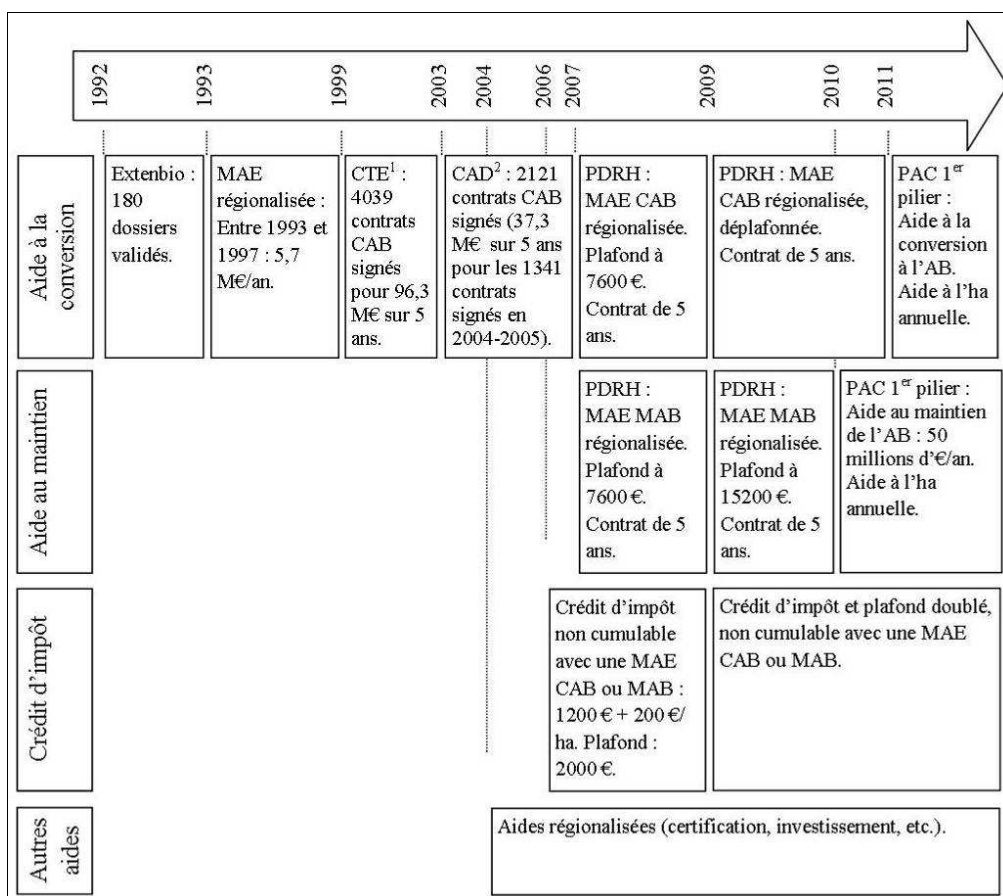 1992
1993
1999
2003
2004
2006
2007
2009
2010
2011
Aide à la
conversion
Extenbio :
180
dossiers
validés.
MAE
régionalisée :
Entre 1993 et
1997 : 5,7
M€/an.
CTE¹ :
4039
contrats
CAB
signés
pour 96,3
M€ sur 5
ans.
CAD² : 2121
contrats CAB
signés (37,3
M€ sur 5 ans
pour les 1341
contrats
signés en
2004-2005).
PDRH :
MAE CAB
régionalisée.
Plafond à
7600 €.
Contrat de 5
ans.
PDRH : MAE
CAB régionalisée,
déplafonnée.
Contrat de 5 ans.
PAC 1er
pilier :
Aide à la
conversion
à l’AB.
Aide à l’ha
annuelle.
Aide au maintien
PDRH :
MAE MAB
régionalisée.
Plafond à
7600 €.
Contrat de 5
ans.
PDRH :
MAE MAB
régionalisée.
Plafond à
15200 €.
Contrat de 5
ans.
PAC 1er pilier :
Aide au maintien
de l’AB : 50
millions d’€/an.
Aide à l’ha
annuelle.
Crédit d’impôt
Crédit d’impôt
non cumulable
avec une MAE
CAB ou MAB :
1200 € + 200 €/
ha. Plafond :
2000 €.
Crédit d’impôt et plafond doublé,
non cumulable avec une MAE
CAB ou MAB.
Autres
aides
Aides régionalisées (certification, investissement, etc.).